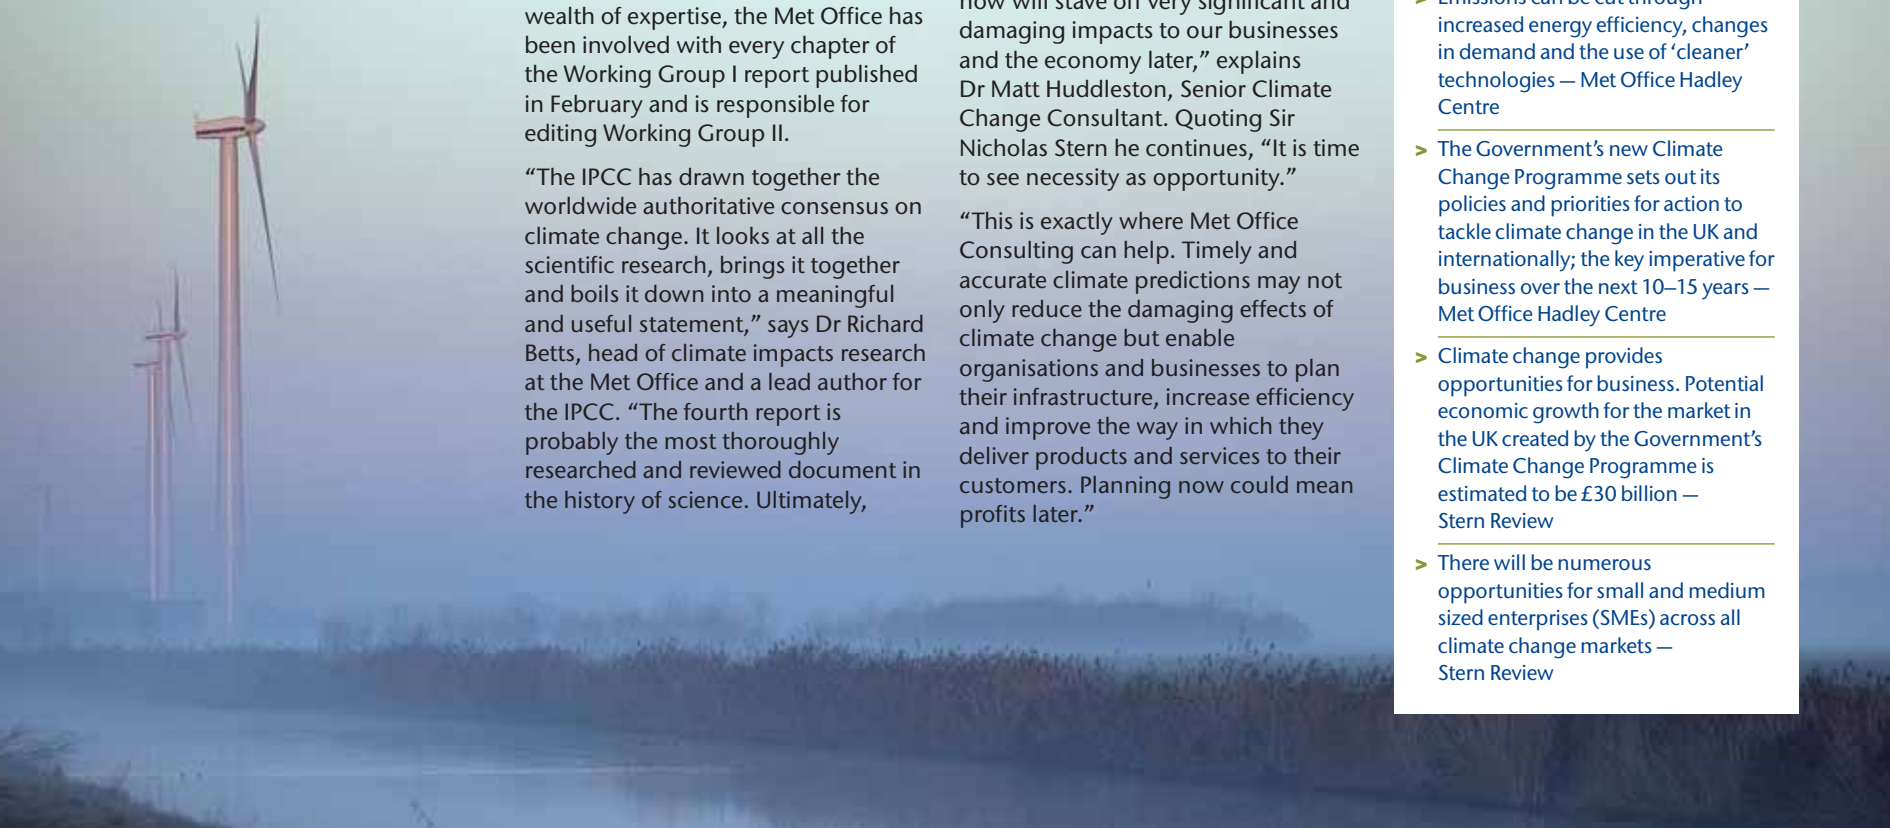 wealth of expertise, the Met Office has
been involved with every chapter of
the Working Group I report published
in February and is responsible for
editing Working Group II.
“The IPCC has drawn together the
worldwide authoritative consensus on
climate change. It looks at all the
scientific research, brings it together
and boils it down into a meaningful
and useful statement,” says Dr Richard
Betts, head of climate impacts research
at the Met Office and a lead author for
the IPCC. “The fourth report is
probably the most thoroughly
researched and reviewed document in
the history of science. Ultimately,
now will stave off very significant and
damaging impacts to our businesses
and the economy later,” explains
Dr Matt Huddleston, Senior Climate
Change Consultant. Quoting Sir
Nicholas Stern he continues, “It is time
to see necessity as opportunity.”
“This is exactly where Met Office
Consulting can help. Timely and
accurate climate predictions may not
only reduce the damaging effects of
climate change but enable
organisations and businesses to plan
their infrastructure, increase efficiency
and improve the way in which they
deliver products and services to their
customers. Planning now could mean
profits later.”
> Emissions can be cut through
increased energy efficiency, changes
in demand and the use of ‘cleaner’
technologies — Met Office Hadley
Centre
> The Government’s new Climate
Change Programme sets out its
policies and priorities for action to
tackle climate change in the UK and
internationally; the key imperative for
business over the next 10–15 years —
Met Office Hadley Centre
> Climate change provides
opportunities for business. Potential
economic growth for the market in
the UK created by the Government’s
Climate Change Programme is
estimated to be £30 billion —
Stern Review
> There will be numerous
opportunities for small and medium
sized enterprises (SMEs) across all
climate change markets —
Stern Review